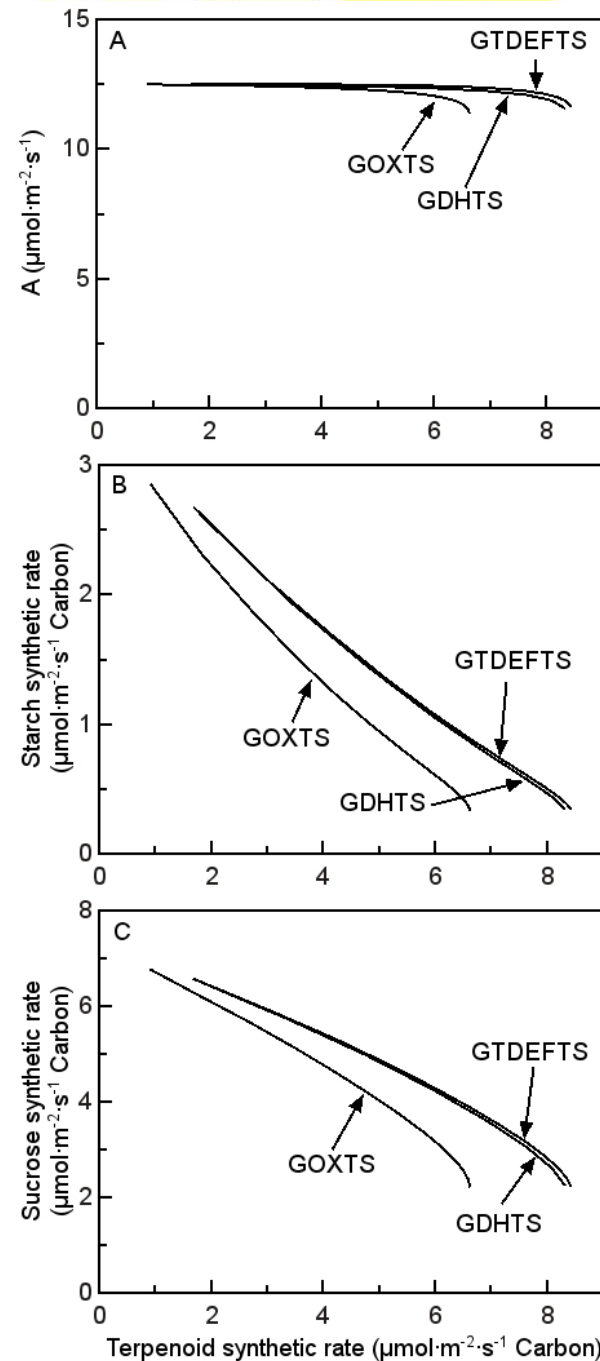 15
A
GTDEFTS
10
GOXTS
GDHTS
A (μmol·m⁻²·s⁻¹)
5
0
0 2 4 6 8
3
B
2
Starch synthetic rate
(μmol·m⁻²·s⁻¹ Carbon)
GTDEFTS
1
GOXTS
GDHTS
0
0 2 4 6 8
8
C
6
Sucrose synthetic rate
(μmol·m⁻²·s⁻¹ Carbon)
GTDEFTS
4
GOXTS
2
GDHTS
0
0 2 4 6 8
Terpenoid synthetic rate (μmol·m⁻²·s⁻¹ Carbon)